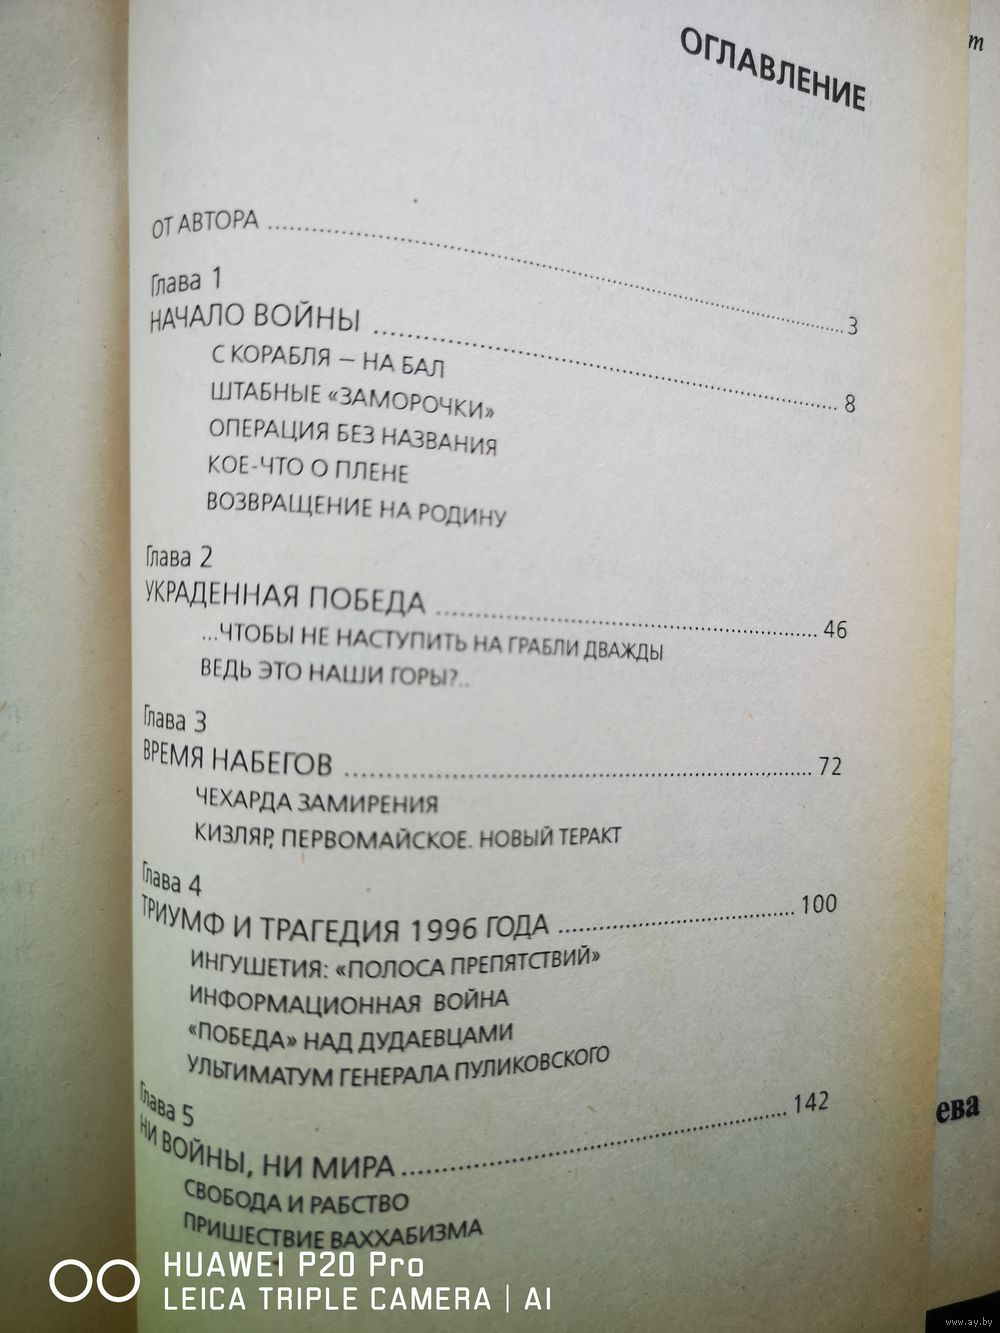 ОГЛАВЛЕНИЕ
ОТ АВТОРА ........ 3
Глава 1
НАЧАЛО ВОЙНЫ ........ 8
С КОРАБЛЯ — НА БАЛ
ШТАБНЫЕ «ЗАМОРОЧКИ»
ОПЕРАЦИЯ БЕЗ НАЗВАНИЯ
КОЕ-ЧТО О ПЛЕНЕ
ВОЗВРАЩЕНИЕ НА РОДИНУ
Глава 2
УКРАДЕННАЯ ПОБЕДА ........ 46
...ЧТОБЫ НЕ НАСТУПИТЬ НА ГРАБЛИ ДВАЖДЫ
ВЕДЬ ЭТО НАШИ ГОРЫ?..
Глава 3
ВРЕМЯ НАБЕГОВ ........ 72
ЧЕХАРДА ЗАМИРЕНИЯ
КИЗЛЯР, ПЕРВОМАЙСКОЕ. НОВЫЙ ТЕРАКТ
Глава 4
ТРИУМФ И ТРАГЕДИЯ 1996 ГОДА ........ 100
ИНГУШЕТИЯ: «ПОЛОСА ПРЕПЯТСТВИЙ»
ИНФОРМАЦИОННАЯ ВОЙНА
«ПОБЕДА» НАД ДУДАЕВЦАМИ
УЛЬТИМАТУМ ГЕНЕРАЛА ПУЛИКОВСКОГО
Глава 5
НИ ВОЙНЫ, НИ МИРА ........ 142
СВОБОДА И РАБСТВО
ПРИШЕСТВИЕ ВАХХАБИЗМА
т
ева
HUAWEI P20 Pro
LEICA TRIPLE CAMERA | AI
www.ay.by